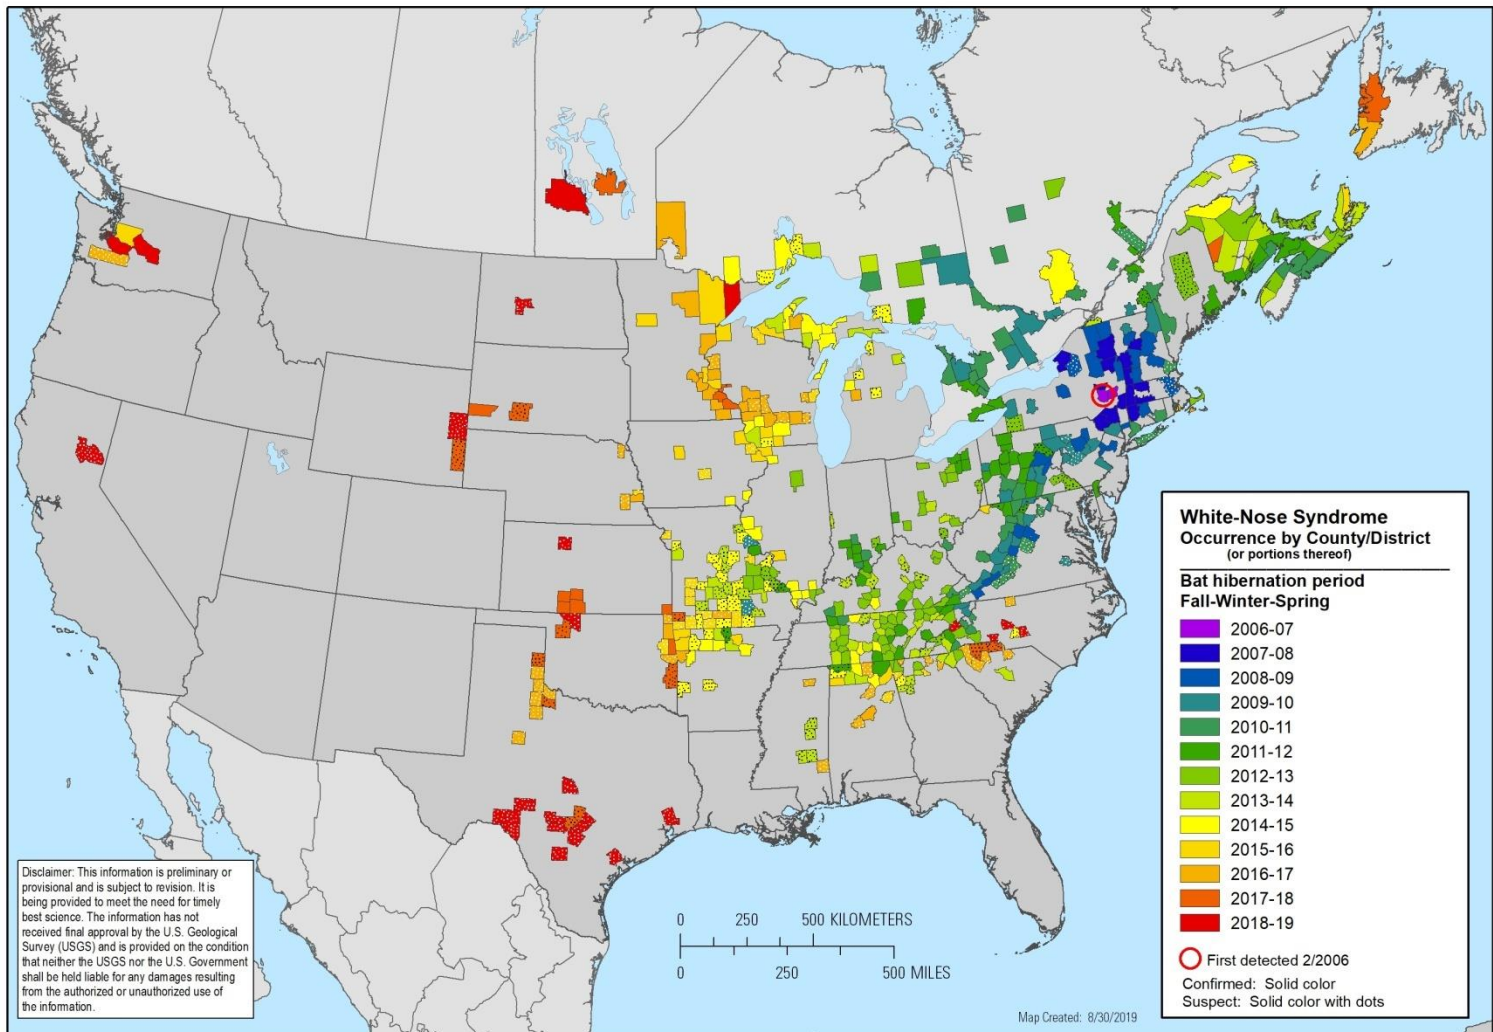 White-Nose Syndrome
Occurrence by County/District
(or portions thereof)
Bat hibernation period
Fall-Winter-Spring
2006-07
2007-08
2008-09
2009-10
2010-11
2011-12
2012-13
2013-14
2014-15
2015-16
2016-17
2017-18
2018-19
First detected 2/2006
Confirmed: Solid color
Suspect: Solid color with dots
Disclaimer: This information is preliminary or
provisional and is subject to revision. It is
being provided to meet the need for timely
best science. The information has not
received final approval by the U.S. Geological
Survey (USGS) and is provided on the condition
that neither the USGS nor the U.S. Government
shall be held liable for any damages resulting
from the authorized or unauthorized use of
the information.
0 250 500 KILOMETERS
0 250 500 MILES
Map Created: 8/30/2019